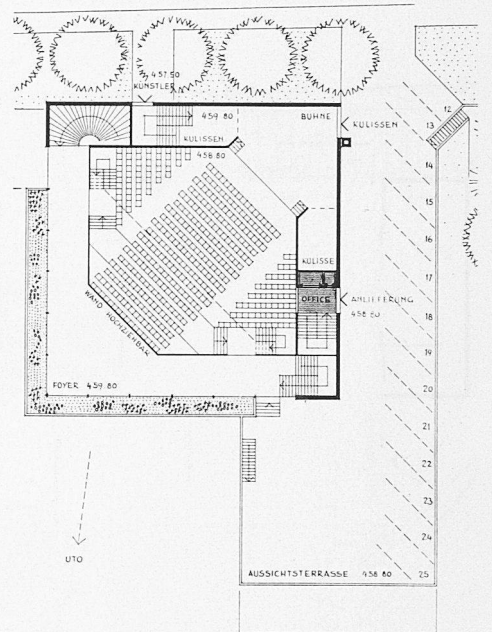 457.50
KÜNSTLER
459 80
KULISSEN
BÜHNE
KULISSEN
458 80
KULISSE
OFFICE
ANLIEFERUNG
458 80
WAND HOCHZIEHBAR
FOYER 459 80
UTO
AUSSICHTSTERRASSE 458 80
12
13
14
15
16
17
18
19
20
21
22
23
24
25